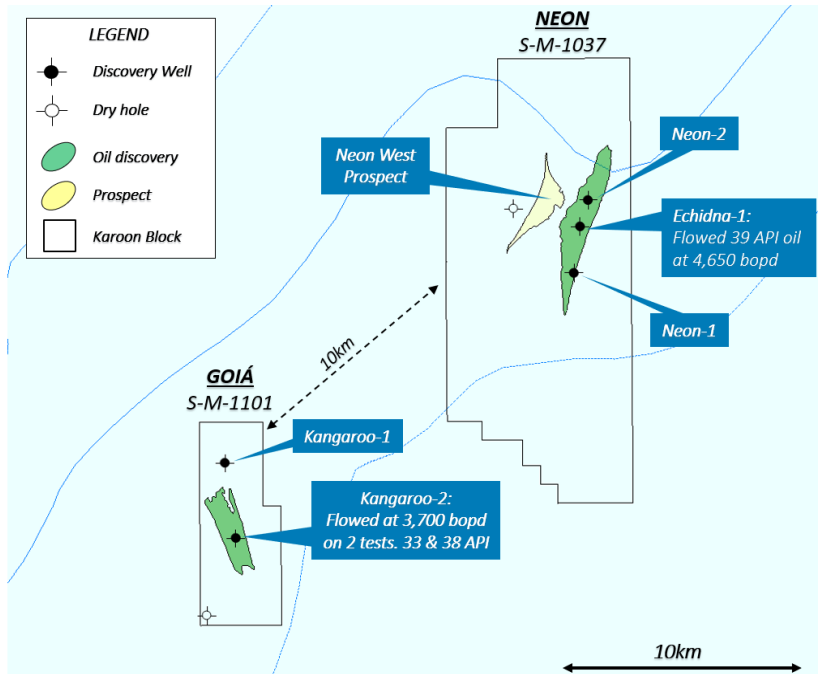 LEGEND
Discovery Well
Dry hole
Oil discovery
Prospect
Karoon Block
NEON
S-M-1037
Neon West
Prospect
Neon-2
Echidna-1:
Flowed 39 API oil
at 4,650 bopd
Neon-1
10km
GOIÁ
S-M-1101
Kangaroo-1
Kangaroo-2:
Flowed at 3,700 bopd
on 2 tests. 33 & 38 API
10km